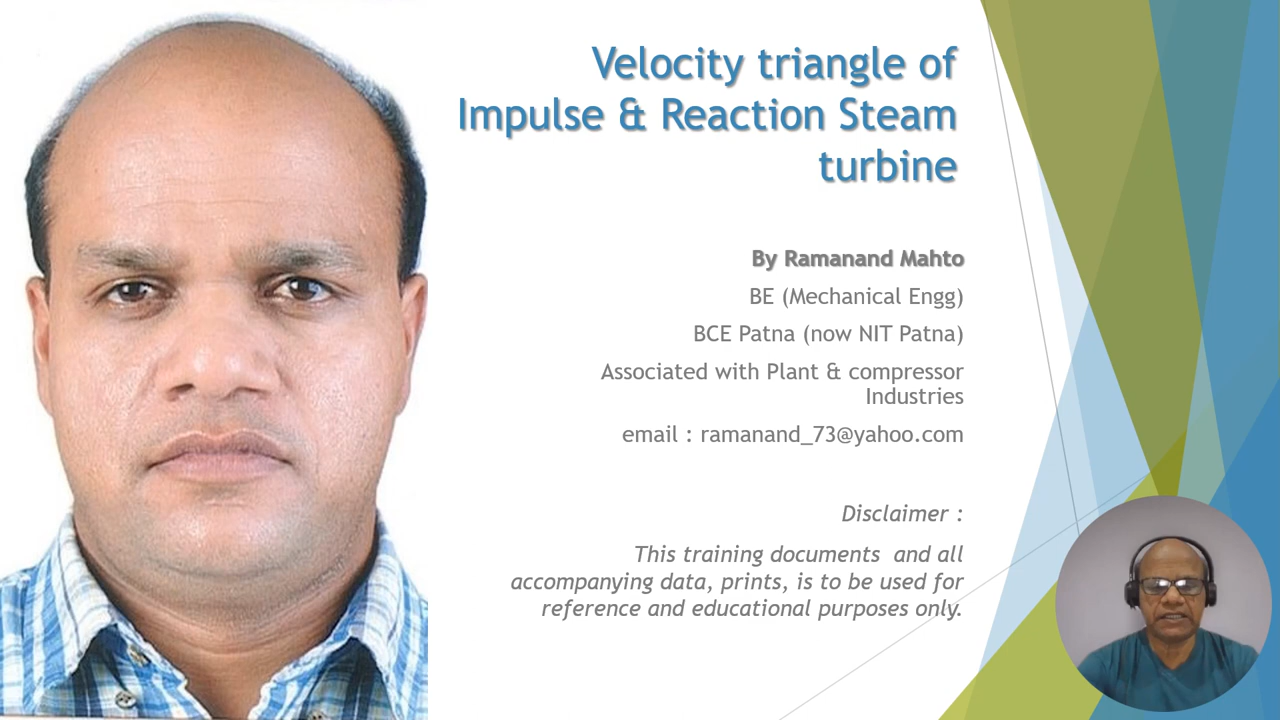 Velocity triangle of
Impulse & Reaction Steam
turbine
By Ramanand Mahto
BE (Mechanical Engg)
BCE Patna (now NIT Patna)
Associated with Plant & compressor
Industries
email : ramanand_73@yahoo.com
Disclaimer :
This training documents  and all
accompanying data, prints, is to be used for
reference and educational purposes only.